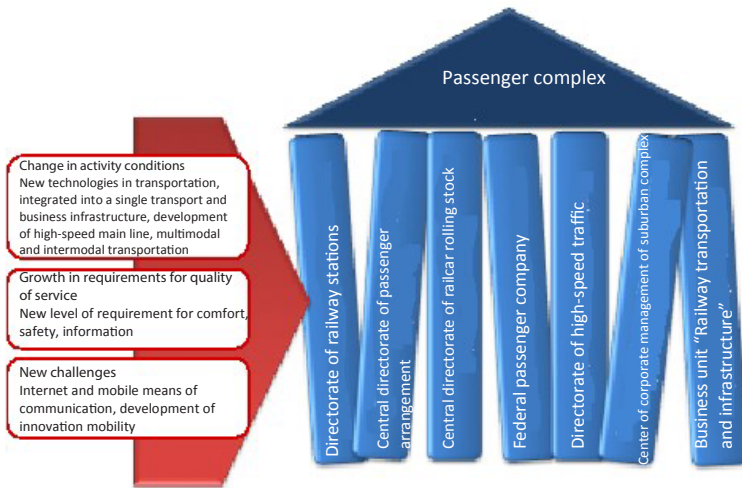 Passenger complex
Change in activity conditions
New technologies in transportation,
integrated into a single transport and
business infrastructure, development
of high-speed main line, multimodal
and intermodal transportation
Growth in requirements for quality
of service
New level of requirement for comfort,
safety, information
New challenges
Internet and mobile means of
communication, development of
innovation mobility
Directorate of railway stations
Central directorate of passenger
arrangement
Central directorate of railcar rolling stock
Federal passenger company
Directorate of high-speed traffic
Center of corporate management of suburban complex
Business unit “Railway transportation
and infrastructure”